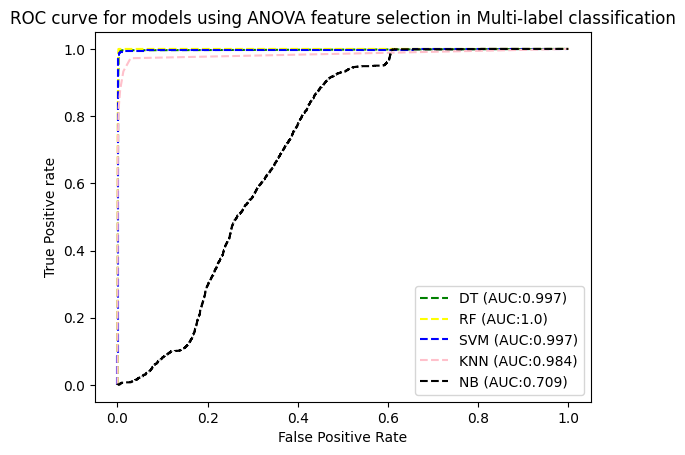 ROC curve for models using ANOVA feature selection in Multi-label classification
1.0
0.8
0.6
0.4
0.2
0.0
True Positive rate
0.0 0.2 0.4 0.6 0.8 1.0
False Positive Rate
DT (AUC:0.997)
RF (AUC:1.0)
SVM (AUC:0.997)
KNN (AUC:0.984)
NB (AUC:0.709)